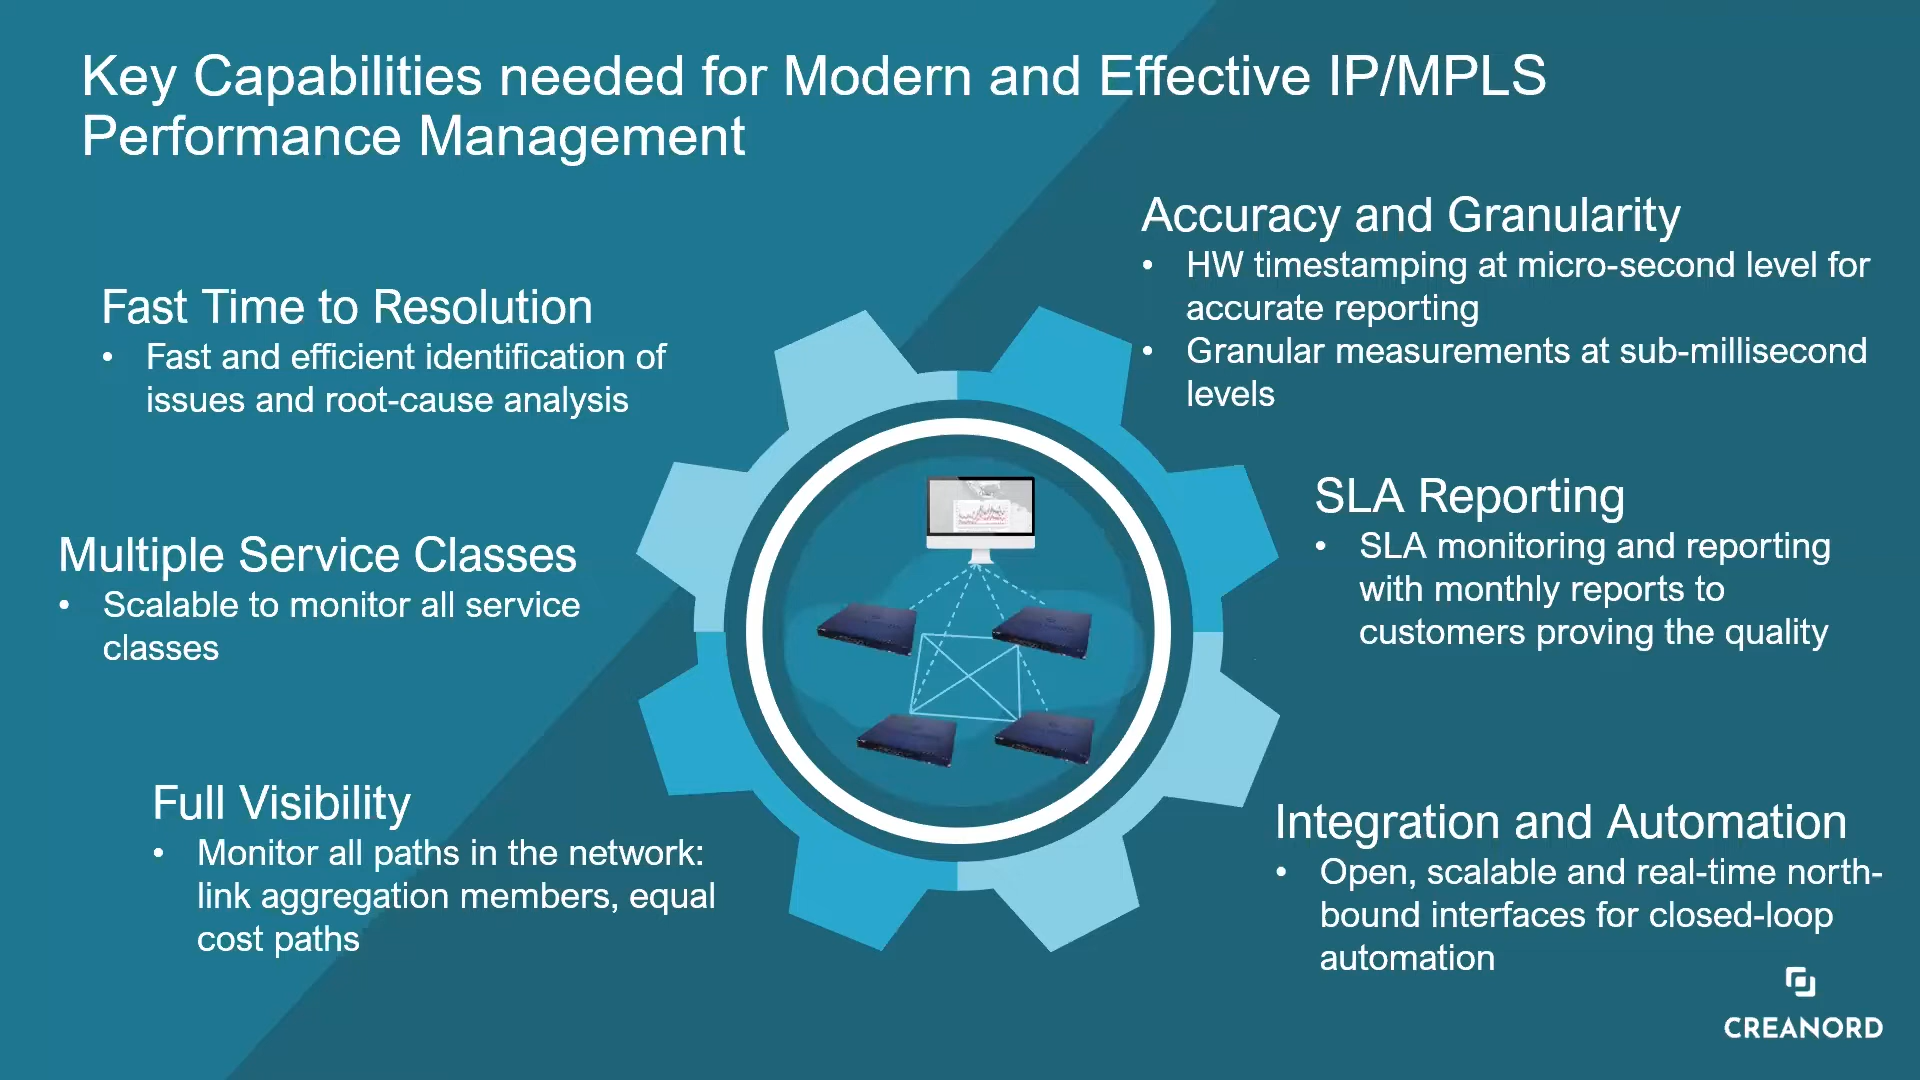 Key Capabilities needed for Modern and Effective IP/MPLS
Performance Management
Fast Time to Resolution
• Fast and efficient identification of
issues and root-cause analysis
Multiple Service Classes
• Scalable to monitor all service
classes
Full Visibility
• Monitor all paths in the network:
link aggregation members, equal
cost paths
Accuracy and Granularity
• HW timestamping at micro-second level for
accurate reporting
• Granular measurements at sub-millisecond
levels
SLA Reporting
• SLA monitoring and reporting
with monthly reports to
customers proving the quality
Integration and Automation
• Open, scalable and real-time north-
bound interfaces for closed-loop
automation
CREANORD